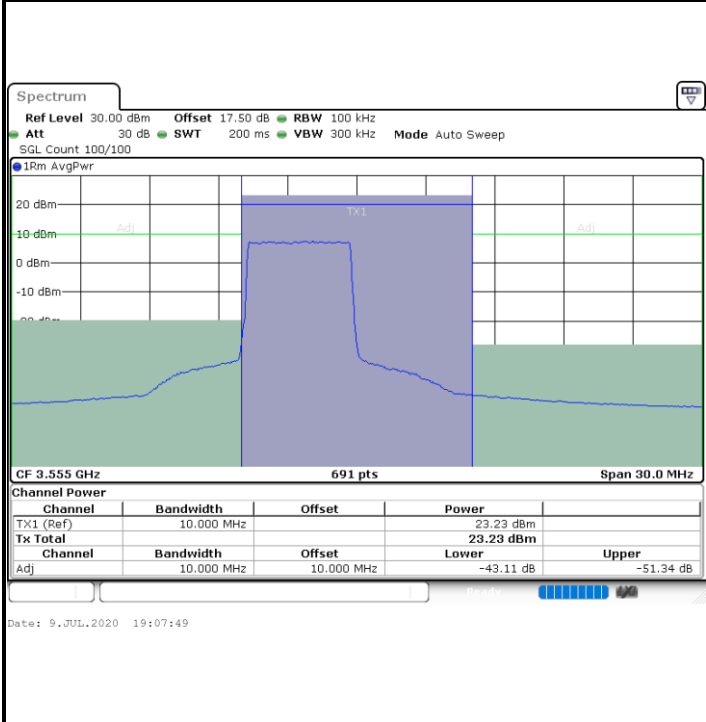 Spectrum
Ref Level 30.00 dBm Offset 17.50 dB RBW 100 kHz
Att 30 dB SWT 200 ms VBW 300 kHz Mode Auto Sweep
SGL Count 100/100
1Rm AvgPwr
20 dBm
TX1
Adj Adj
10 dBm
0 dBm
-10 dBm
CF 3.555 GHz 691 pts Span 30.0 MHz
Channel Power
Channel Bandwidth Offset Power
TX1 (Ref) 10.000 MHz 23.23 dBm
Tx Total 23.23 dBm
Channel Bandwidth Offset Lower Upper
Adj 10.000 MHz 10.000 MHz -43.11 dB -51.34 dB
Ready
Date: 9.JUL.2020 19:07:49